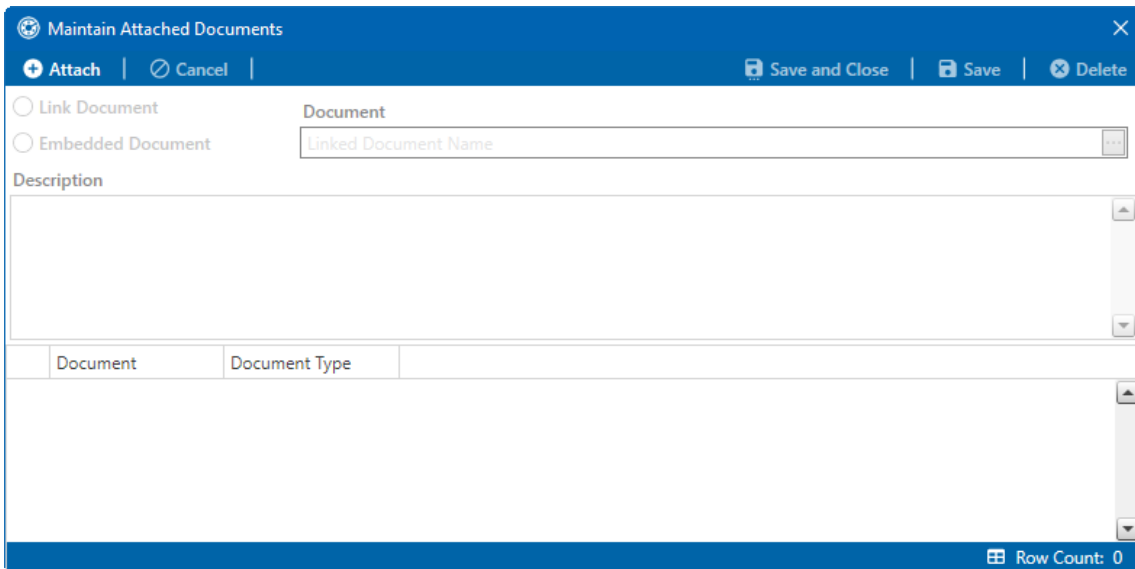 Maintain Attached Documents
Attach Cancel Save and Close Save Delete
Link Document
Document
Embedded Document
Linked Document Name ...
Description
Document Document Type
Row Count: 0